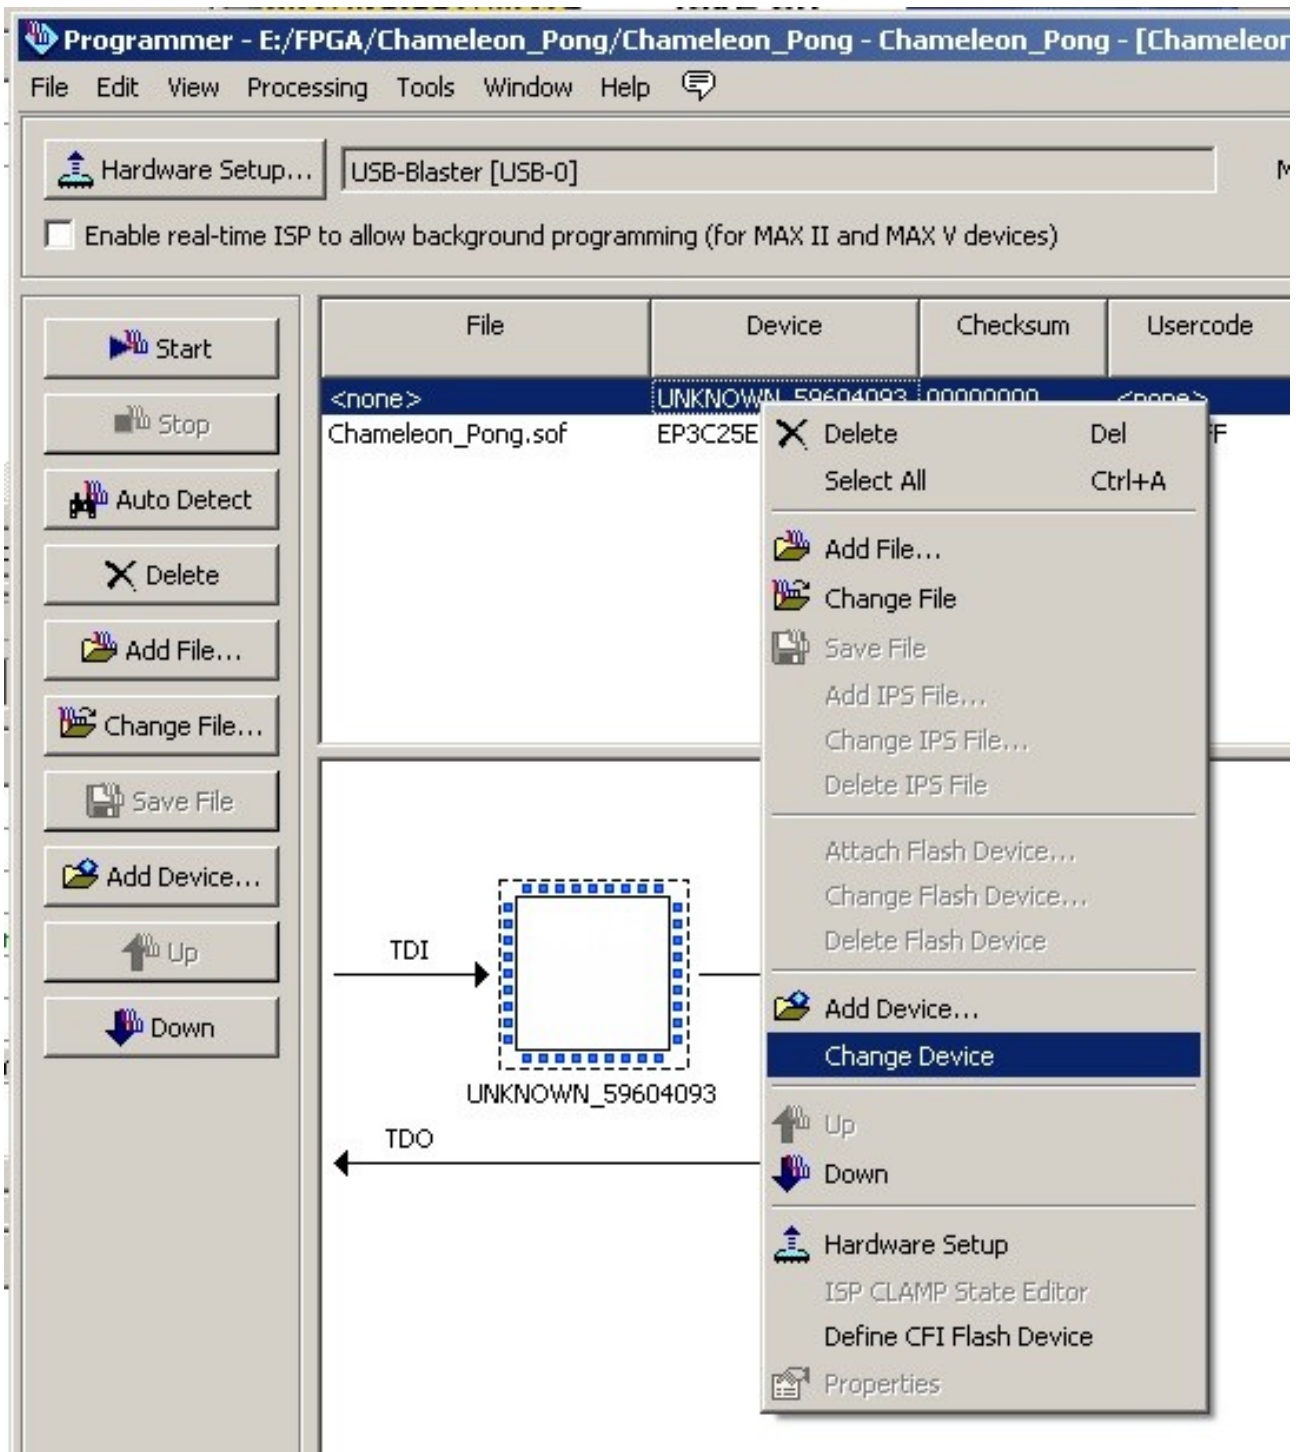 Programmer - E:/FPGA/Chameleon_Pong/Chameleon_Pong - Chameleon_Pong - [Chameleon
File Edit View Processing Tools Window Help
Hardware Setup... USB-Blaster [USB-0]
Enable real-time ISP to allow background programming (for MAX II and MAX V devices)
File Device Checksum Usercode
<none> UNKNOWN_59604093 00000000 <none>
Chameleon_Pong.sof EP3C25E FF
Start
Stop
Auto Detect
Delete
Add File...
Change File...
Save File
Add Device...
Up
Down
TDI
UNKNOWN_59604093
TDO
Delete Del
Select All Ctrl+A
Add File...
Change File
Save File
Add IPS File...
Change IPS File...
Delete IPS File
Attach Flash Device...
Change Flash Device...
Delete Flash Device
Add Device...
Change Device
Up
Down
Hardware Setup
ISP CLAMP State Editor
Define CFI Flash Device
Properties